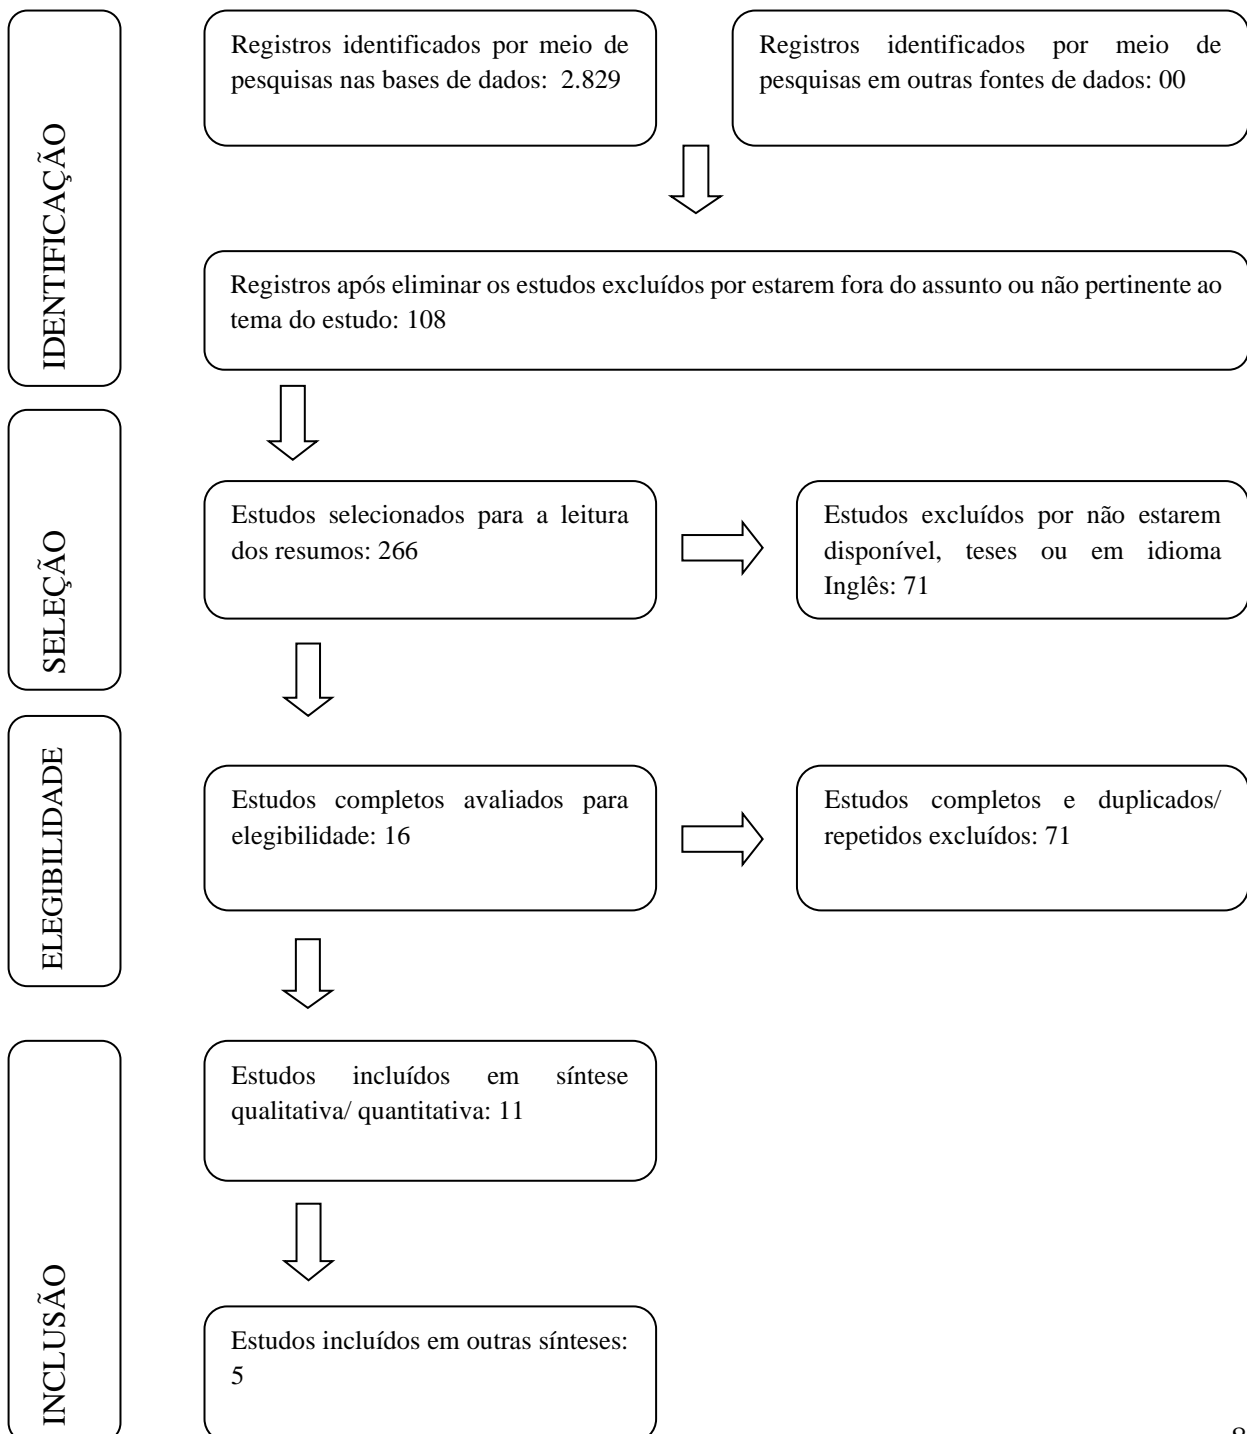 IDENTIFICAÇÃO
Registros identificados por meio de
pesquisas nas bases de dados: 2.829
Registros identificados por meio de
pesquisas em outras fontes de dados: 00
Registros após eliminar os estudos excluídos por estarem fora do assunto ou não pertinente ao
tema do estudo: 108
SELEÇÃO
Estudos selecionados para a leitura
dos resumos: 266
Estudos excluídos por não estarem
disponível, teses ou em idioma
Inglês: 71
ELEGIBILIDADE
Estudos completos avaliados para
elegibilidade: 16
Estudos completos e duplicados/
repetidos excluídos: 71
INCLUSÃO
Estudos incluídos em síntese
qualitativa/ quantitativa: 11
Estudos incluídos em outras sínteses:
5
8